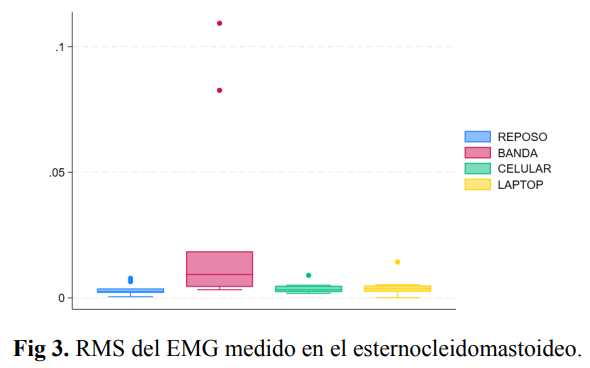 .1
.05
0
REPOSO
BANDA
CELULAR
LAPTOP
Fig 3. RMS del EMG medido en el esternocleidomastoideo.